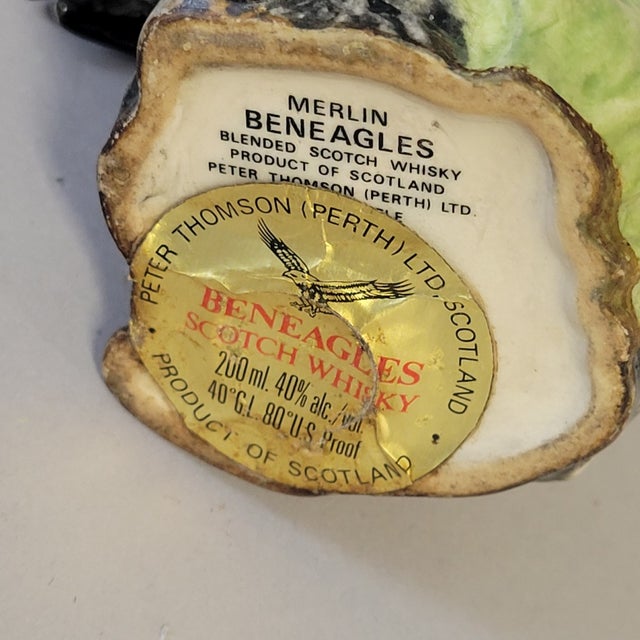 MERLIN
BENEAGLES
BLENDED SCOTCH WHISKY
PRODUCT OF SCOTLAND
PETER THOMSON (PERTH) LTD.
PETER THOMSON (PERTH) LTD. SCOTLAND
BENEAGLES
SCOTCH WHISKY
200 ml. 40% alc./vol.
40°G.L. 80°U.S. Proof
PRODUCT OF SCOTLAND